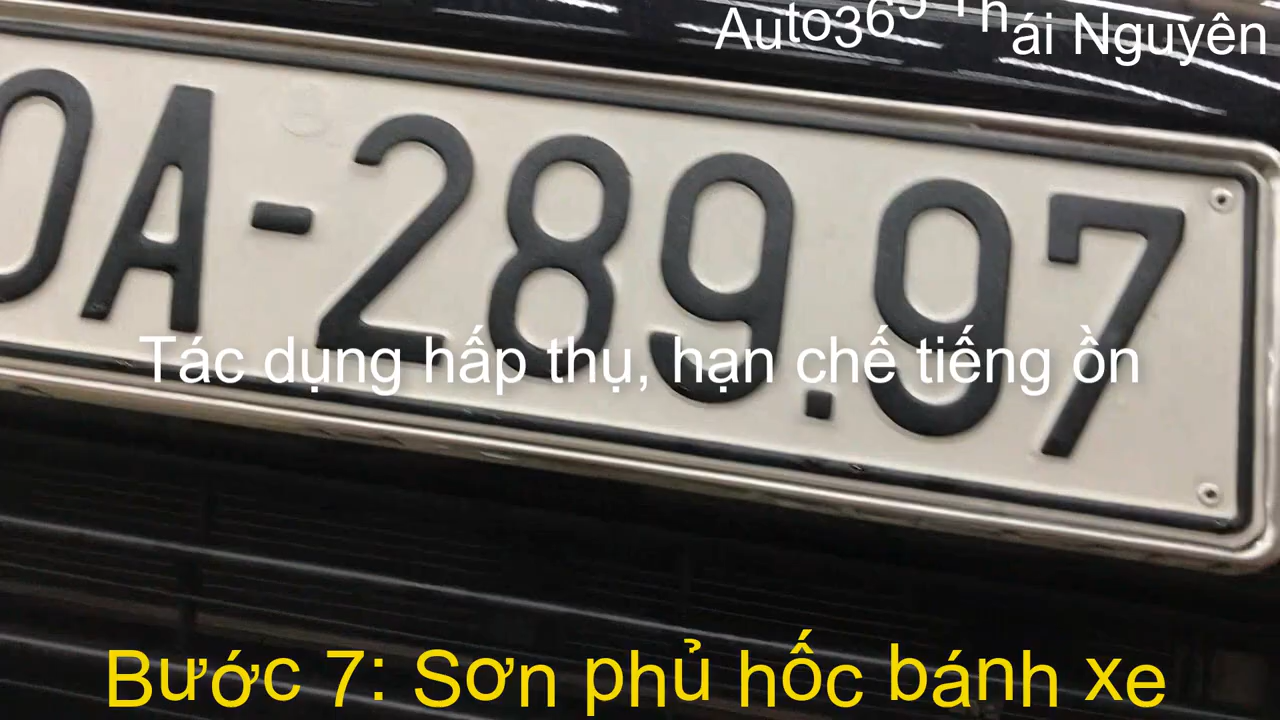 Auto365 Thái Nguyên
0A-289.97
Tác dụng hấp thụ, hạn chế tiếng ồn
Bước 7: Sơn phủ hốc bánh xe